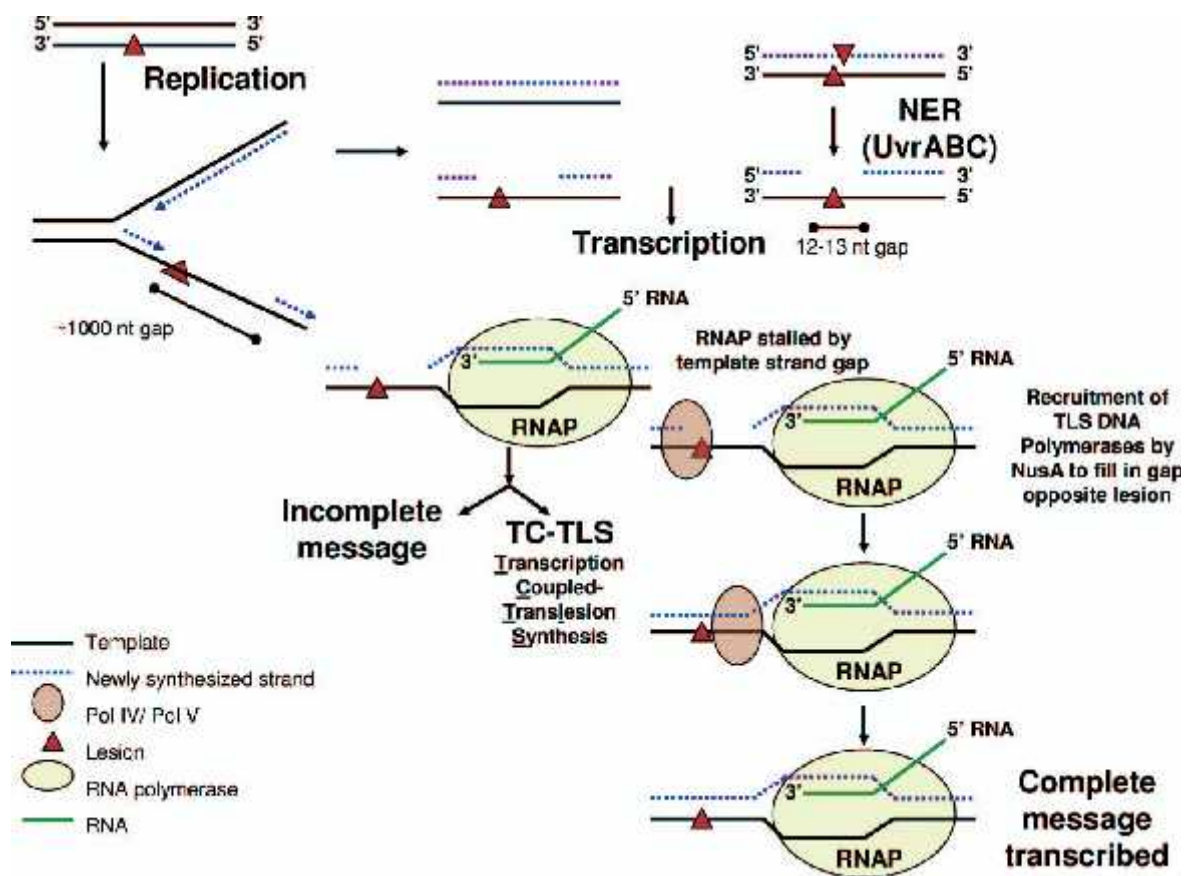 5' 3'
3' 5'
Replication
~1000 nt gap
5' 3'
3' 5'
NER
(UvrABC)
5' 3'
3' 5'
12-13 nt gap
Transcription
5' RNA
3'
RNAP
RNAP stalled by
template strand gap
5' RNA
3'
RNAP
Recruitment of
TLS DNA
Polymerases by
NusA to fill in gap
opposite lesion
Incomplete
message
TC-TLS
Transcription
Coupled-
Translesion
Synthesis
5' RNA
3'
RNAP
5' RNA
3'
RNAP
Complete
message
transcribed
Template
Newly synthesized strand
Pol IV/ Pol V
Lesion
RNA polymerase
RNA